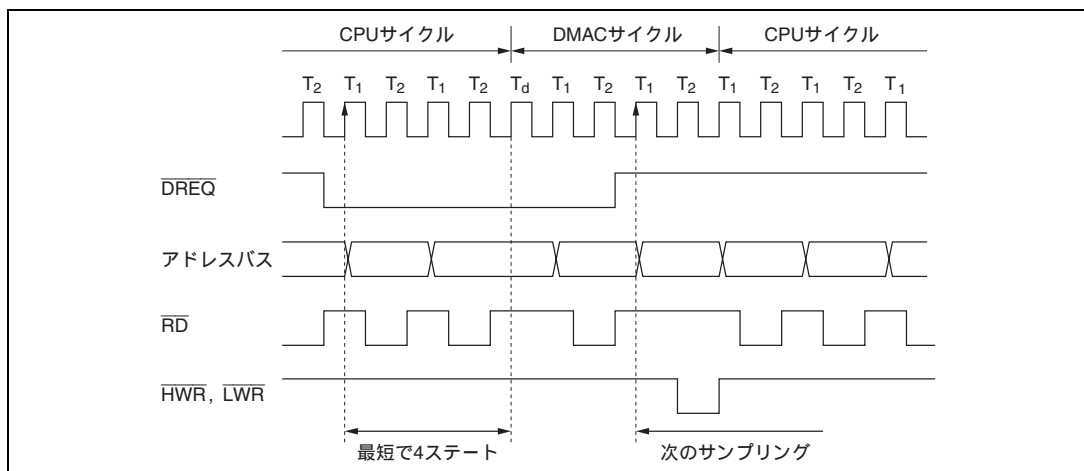 CPUサイクル DMACサイクル CPUサイクル
T2 T1 T2 T1 T2 Td T1 T2 T1 T2 T1 T2 T1 T2 T1
DREQ
アドレスバス
RD
HWR, LWR
最短で4ステート 次のサンプリング